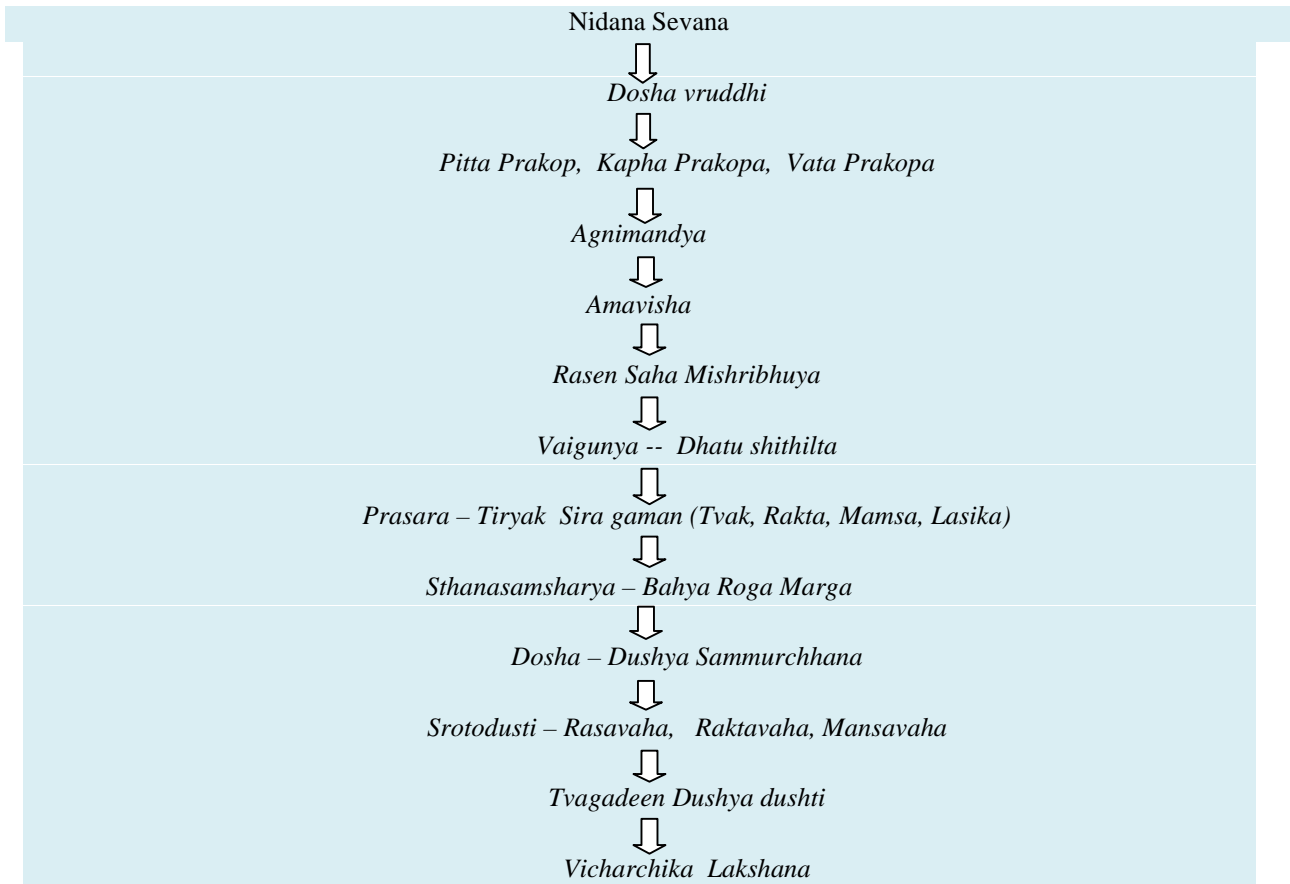 Nidana Sevana
Dosha vruddhi
Pitta Prakop, Kapha Prakopa, Vata Prakopa
Agnimandya
Amavisha
Rasen Saha Mishribhuya
Vaigunya -- Dhatu shithilta
Prasara – Tiryak Sira gaman (Tvak, Rakta, Mamsa, Lasika)
Sthanasamsharya – Bahya Roga Marga
Dosha – Dushya Sammurchhana
Srotodusti – Rasavaha, Raktavaha, Mansavaha
Tvagadeen Dushya dushti
Vicharchika Lakshana